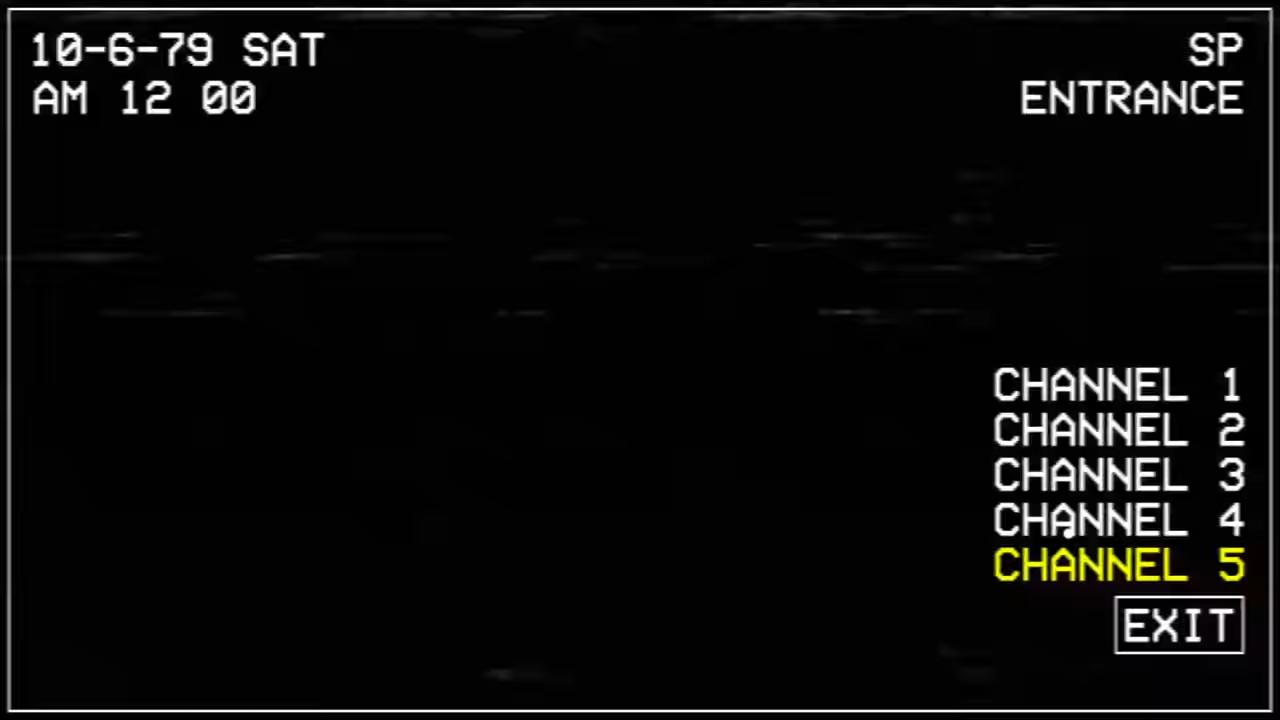 10-6-79 SAT
AM 12 00
SP
ENTRANCE
CHANNEL 1
CHANNEL 2
CHANNEL 3
CHANNEL 4
CHANNEL 5
EXIT